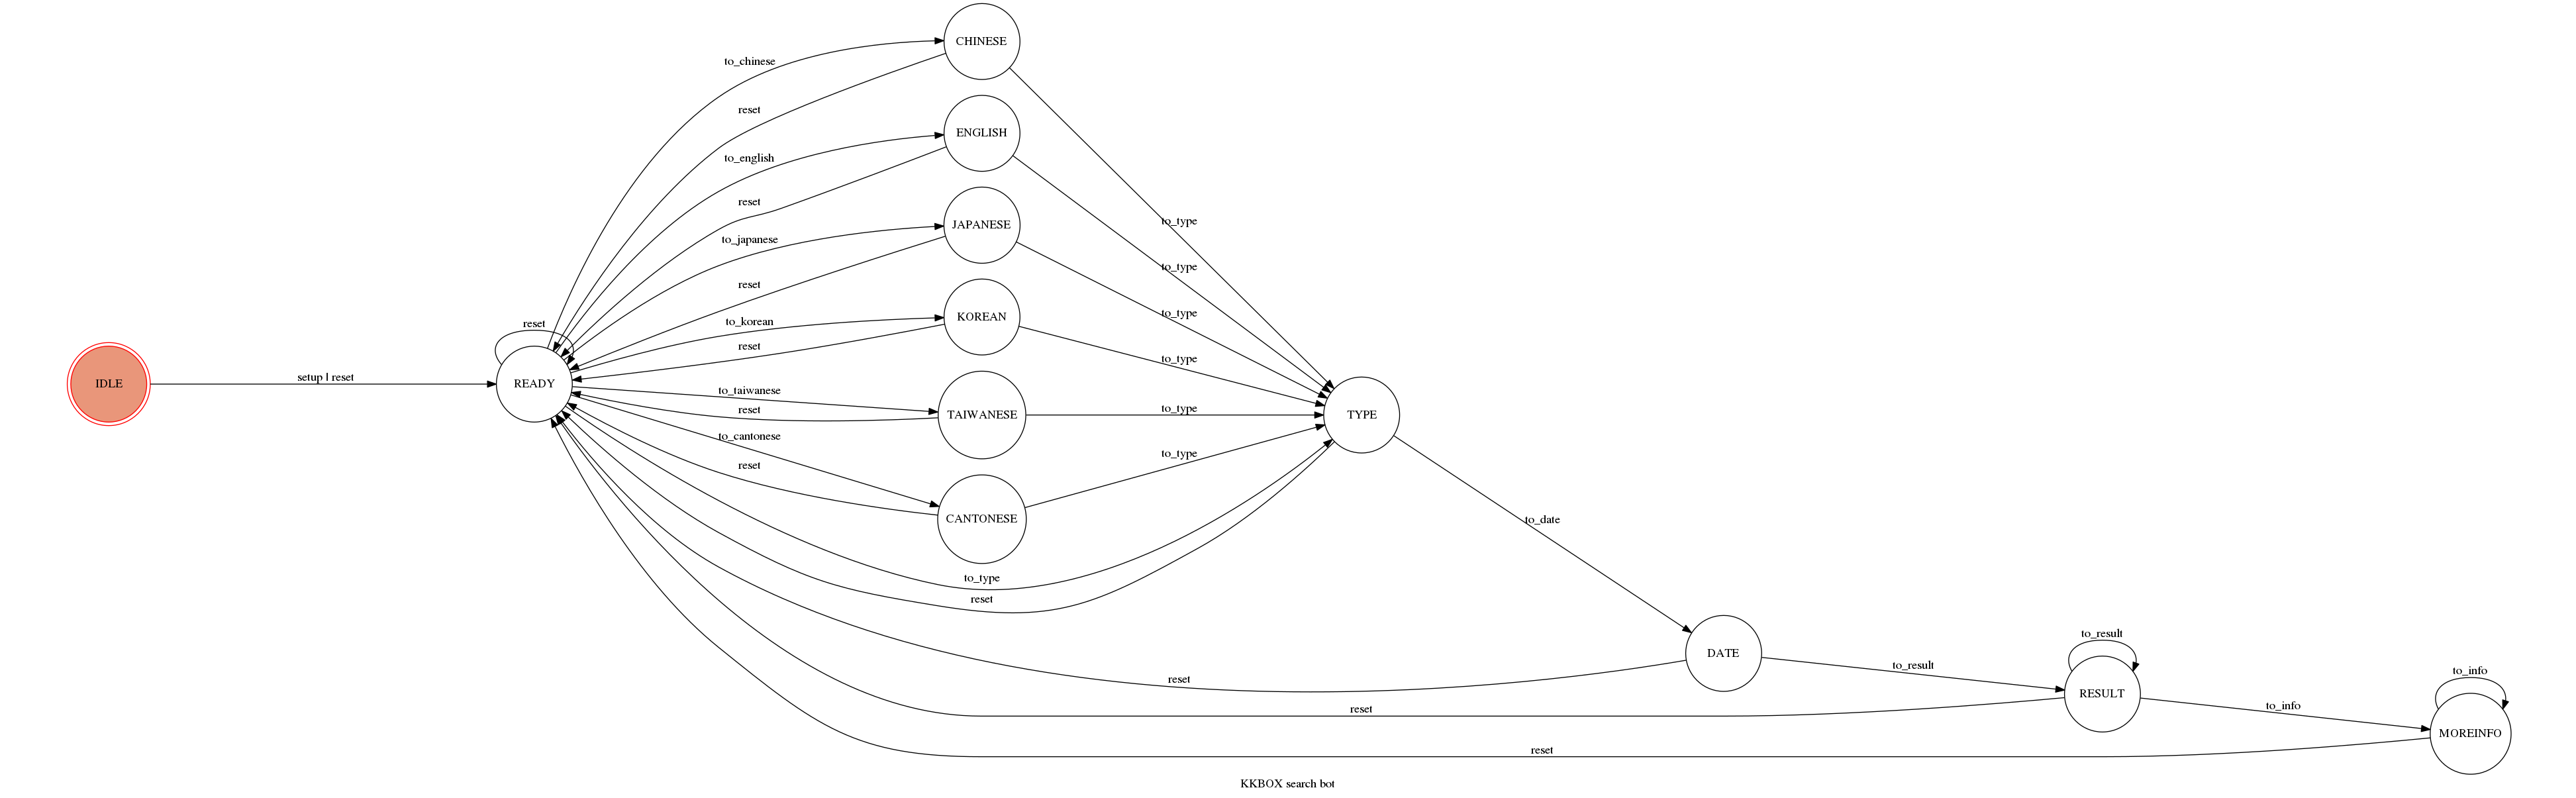 CHINESE
to_chinese
reset
ENGLISH
to_english
reset
JAPANESE
to_japanese
reset
to_type
to_type
to_type
to_type
to_type
to_type
KOREAN
to_korean
reset
reset
IDLE
setup | reset
READY
to_taiwanese
reset
TAIWANESE
TYPE
to_cantonese
reset
CANTONESE
to_date
to_type
reset
DATE
reset
to_result
to_result
RESULT
reset
to_info
to_info
MOREINFO
reset
KKBOX search bot